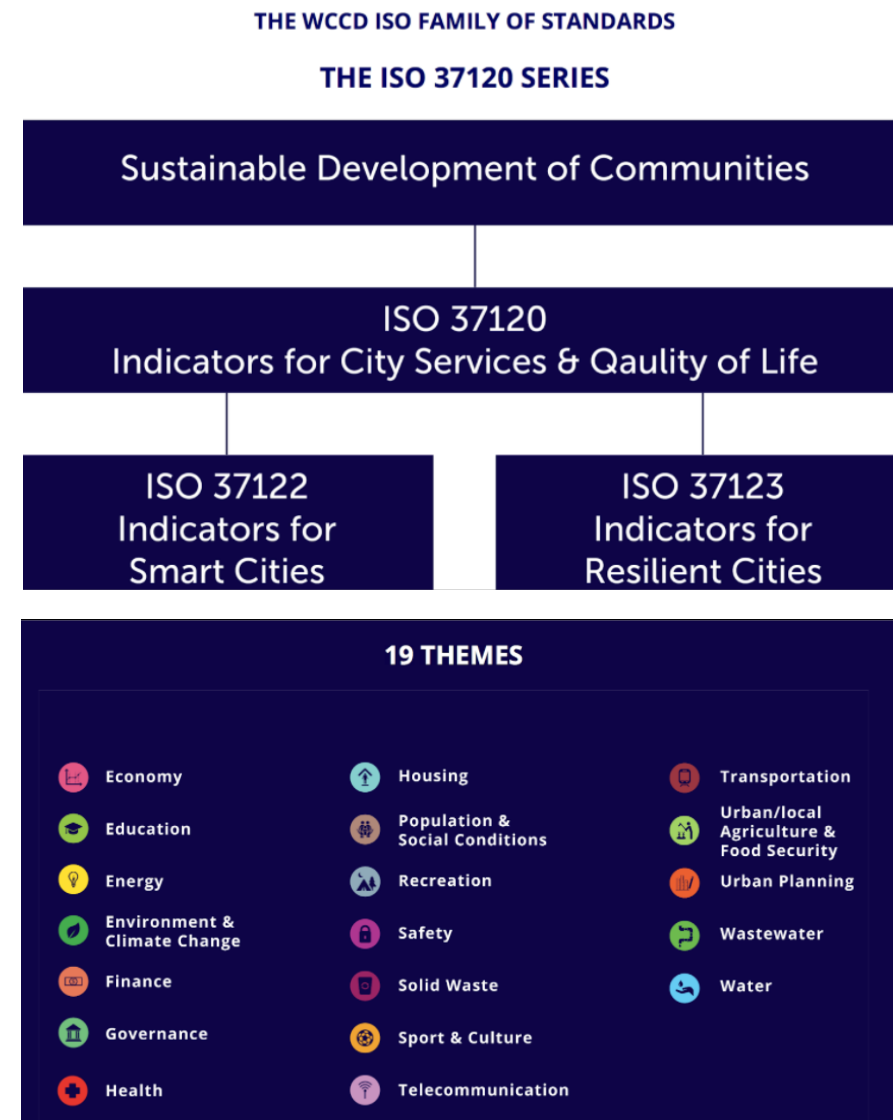 THE WCCD ISO FAMILY OF STANDARDS
THE ISO 37120 SERIES
Sustainable Development of Communities
ISO 37120
Indicators for City Services & Qaulity of Life
ISO 37122
Indicators for
Smart Cities
ISO 37123
Indicators for
Resilient Cities
19 THEMES
Economy
Education
Energy
Environment &
Climate Change
Finance
Governance
Health
Housing
Population &
Social Conditions
Recreation
Safety
Solid Waste
Sport & Culture
Telecommunication
Transportation
Urban/local
Agriculture &
Food Security
Urban Planning
Wastewater
Water